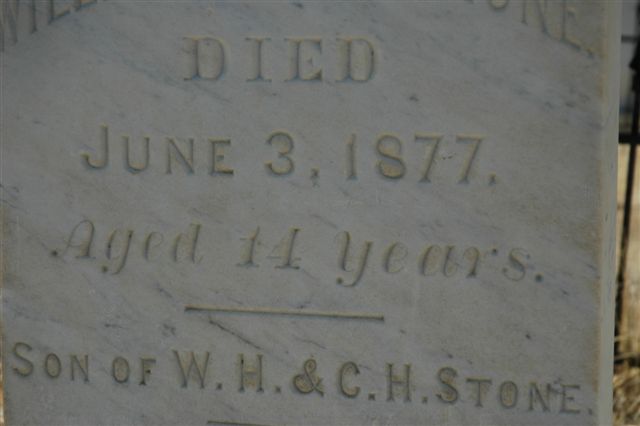 DIED
JUNE 3, 1877.
Aged 14 years.
SON OF W. H. & C. H. STONE.